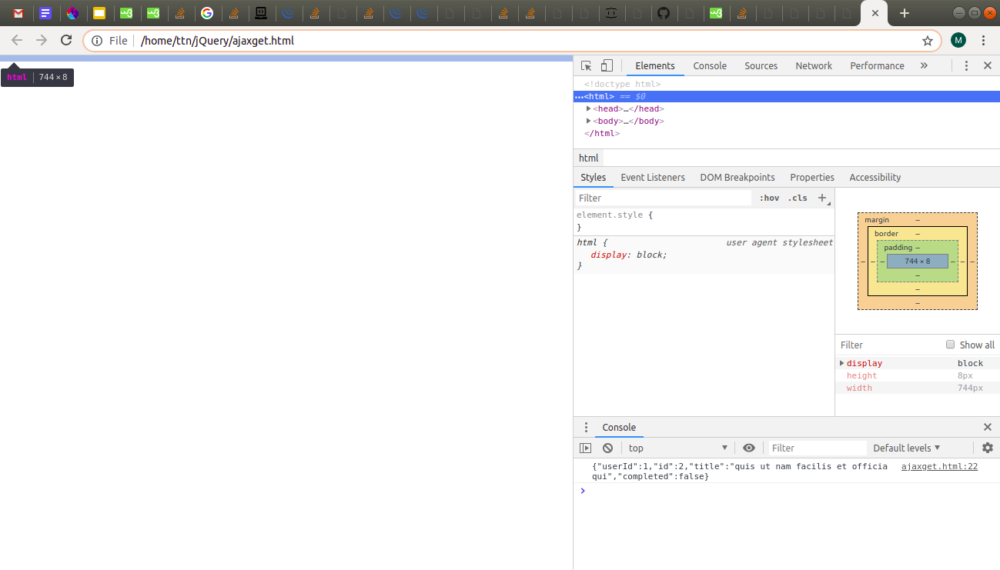 File | /home/ttn/jQuery/ajaxget.html
M
html | 744 × 8
Elements Console Sources Network Performance »
<!doctype html>
…<html> == $0
<head>…</head>
<body>…</body>
</html>
html
Styles Event Listeners DOM Breakpoints Properties Accessibility
Filter :hov .cls +
element.style {
}
html { user agent stylesheet
display: block;
}
margin –
border –
padding –
– – – 744 × 8 – – –
–
–
–
Filter Show all
display block
height 8px
width 744px
Console
top Filter Default levels
{"userId":1,"id":2,"title":"quis ut nam facilis et officia ajaxget.html:22
qui","completed":false}